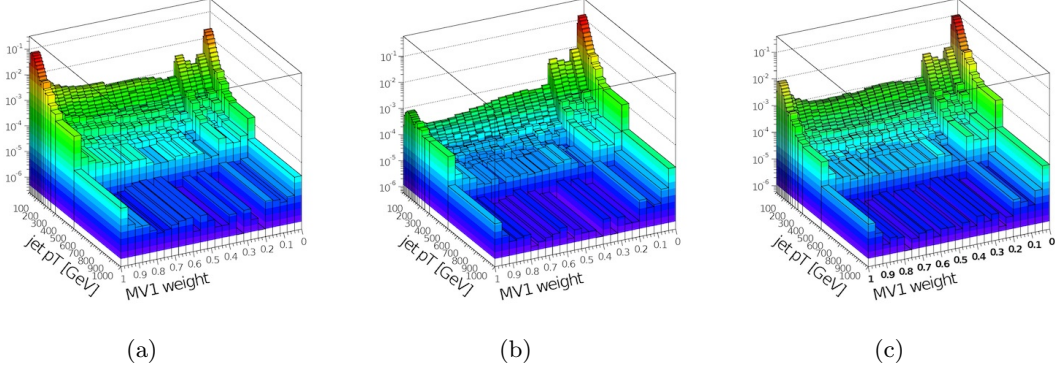 10⁻¹ 10⁻¹ 10⁻¹
10⁻² 10⁻² 10⁻²
10⁻³ 10⁻³ 10⁻³
10⁻⁴ 10⁻⁴ 10⁻⁴
10⁻⁵ 10⁻⁵ 10⁻⁵
10⁻⁶ 10⁻⁶ 10⁻⁶
100 200 300 400 500 600 700 800 900 1000
jet pT [GeV]
1 0.9 0.8 0.7 0.6 0.5 0.4 0.3 0.2 0.1 0
MV1 weight
100 200 300 400 500 600 700 800 900 1000
jet pT [GeV]
1 0.9 0.8 0.7 0.6 0.5 0.4 0.3 0.2 0.1 0
MV1 weight
100 200 300 400 500 600 700 800 900 1000
jet pT [GeV]
1 0.9 0.8 0.7 0.6 0.5 0.4 0.3 0.2 0.1 0
MV1 weight
(a) (b) (c)